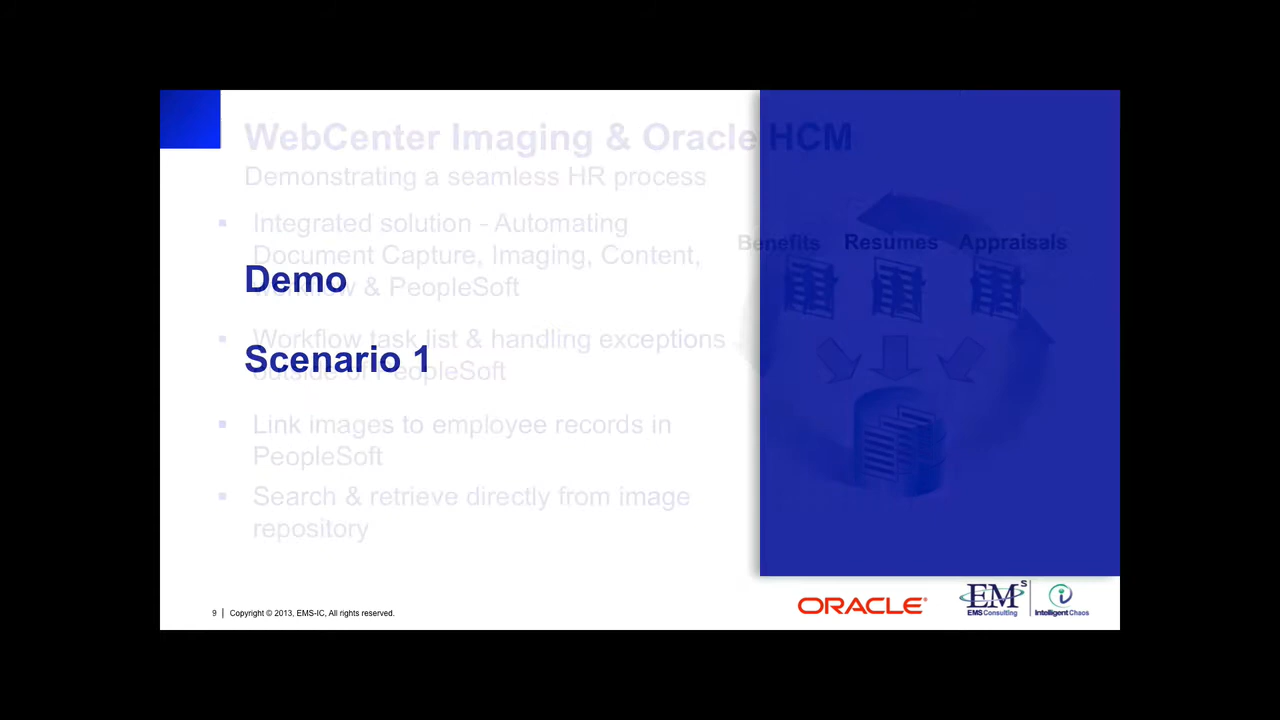 WebCenter Imaging & Oracle HCM
Demonstrating a seamless HR process
▪ Integrated solution - Automating
Document Capture, Imaging, Content,
workflow & PeopleSoft
▪ Workflow task list & handling exceptions
outside of PeopleSoft
▪ Link images to employee records in
PeopleSoft
▪ Search & retrieve directly from image
repository
Demo
Scenario 1
Benefits Resumes Appraisals
9 | Copyright © 2013, EMS-IC, All rights reserved.
ORACLE®
EMS
EMS Consulting
i
Intelligent Chaos